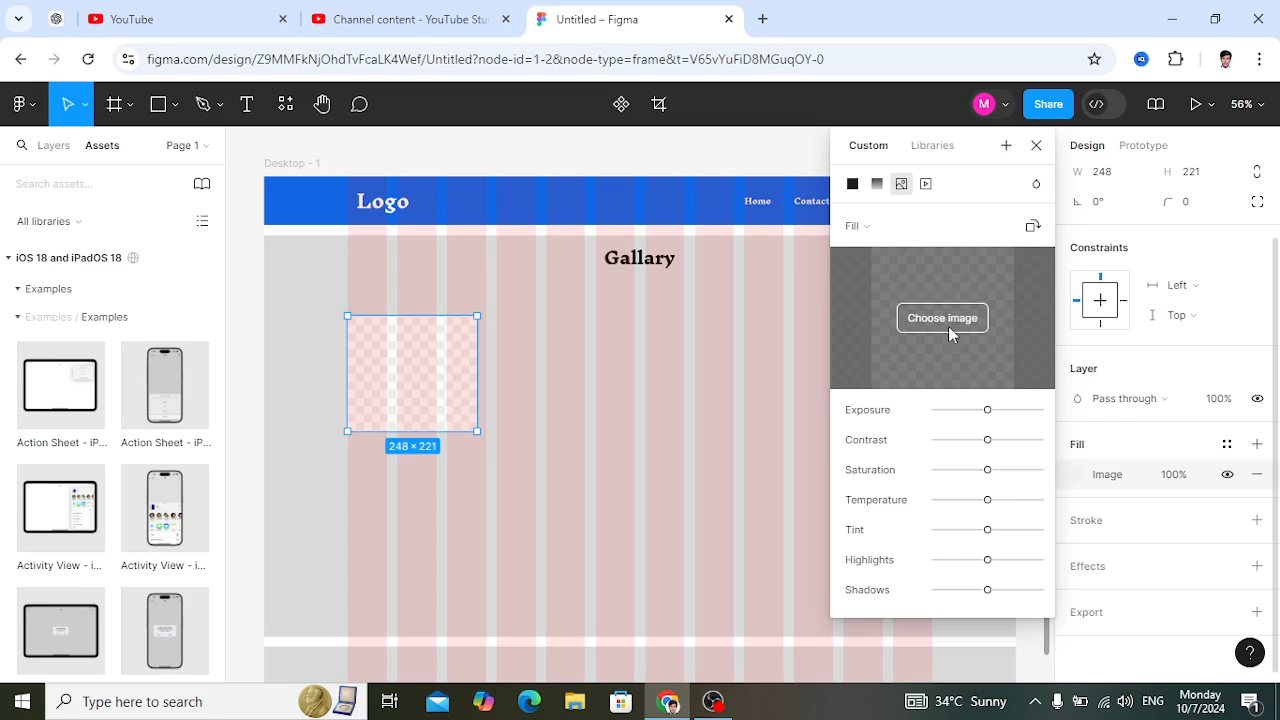 YouTube
Channel content - YouTube Stu
Untitled – Figma
figma.com/design/Z9MMFkNjOhdTvFcaLK4Wef/Untitled?node-id=1-2&node-type=frame&t=V65vYuFiD8MGuqOY-0
M
Share
56%
Layers
Assets
Page 1
Search assets...
All libraries
iOS 18 and iPadOS 18
Examples
Examples / Examples
Action Sheet - iP...
Action Sheet - iP...
Activity View - i...
Activity View - i...
Desktop - 1
Logo
Home
Contact
Gallary
248 × 221
Custom
Libraries
Fill
Choose image
Exposure
Contrast
Saturation
Temperature
Tint
Highlights
Shadows
Design
Prototype
W 248
H 221
0°
0
Constraints
Left
Top
Layer
Pass through
100%
Fill
Image
100%
Stroke
Effects
Export
?
Type here to search
34°C Sunny
ENG
Monday
10/7/2024
1